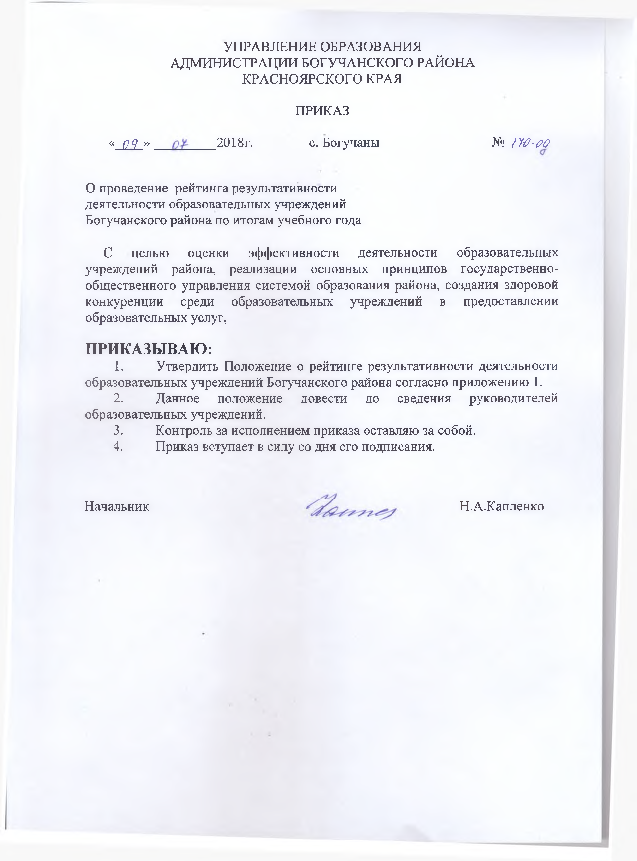 УПРАВЛЕНИЕ ОБРАЗОВАНИЯ
АДМИНИСТРАЦИИ БОГУЧАНСКОГО РАЙОНА
КРАСНОЯРСКОГО КРАЯ
ПРИКАЗ
« 09 » 07 2018г. с. Богучаны № 170-од
О проведение рейтинга результативности
деятельности образовательных учреждений
Богучанского района по итогам учебного года
С целью оценки эффективности деятельности образовательных
учреждений района, реализации основных принципов государственно-
общественного управления системой образования района, создания здоровой
конкуренции среди образовательных учреждений в предоставлении
образовательных услуг,
ПРИКАЗЫВАЮ:
1. Утвердить Положение о рейтинге результативности деятельности
образовательных учреждений Богучанского района согласно приложению 1.
2. Данное положение довести до сведения руководителей
образовательных учреждений.
3. Контроль за исполнением приказа оставляю за собой.
4. Приказ вступает в силу со дня его подписания.
Начальник Н.А.Капленко